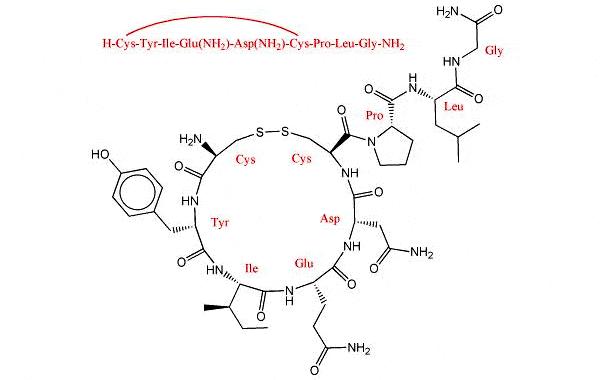 H-Cys-Tyr-Ile-Glu(NH2)-Asp(NH2)-Cys-Pro-Leu-Gly-NH2
H2N
O
Gly
HN
O
H
N
Leu
O
Pro
O
N
S
S
H2N
Cys
Cys
O
NH
HO
HN
O
Tyr
Asp
O
NH
NH2
O
HN
Ile
Glu
O
O
N
H
NH2
O